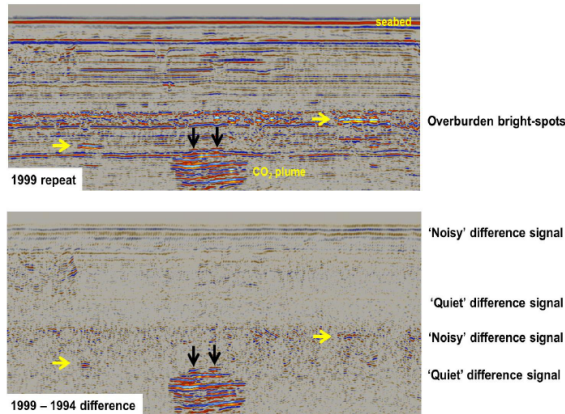 seabed
Overburden bright-spots
CO₂ plume
1999 repeat
'Noisy' difference signal
'Quiet' difference signal
'Noisy' difference signal
'Quiet' difference signal
1999 – 1994 difference